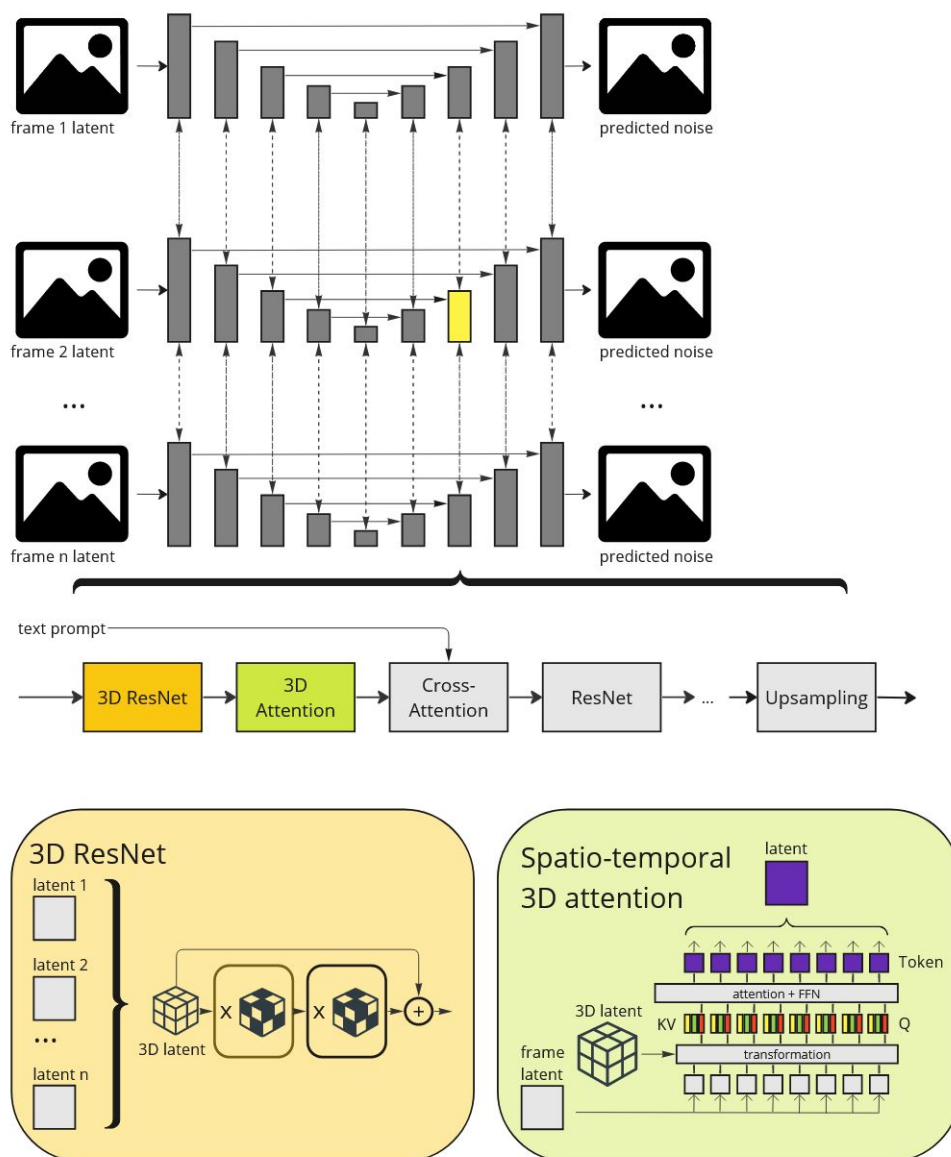 frame 1 latent
predicted noise
frame 2 latent
predicted noise
...
...
frame n latent
predicted noise
text prompt
3D ResNet
3D
Attention
Cross-
Attention
ResNet
...
Upsampling
3D ResNet
latent 1
latent 2
...
latent n
3D latent
x
x
+
Spatio-temporal
3D attention
latent
Token
attention + FFN
3D latent
KV
Q
transformation
frame
latent